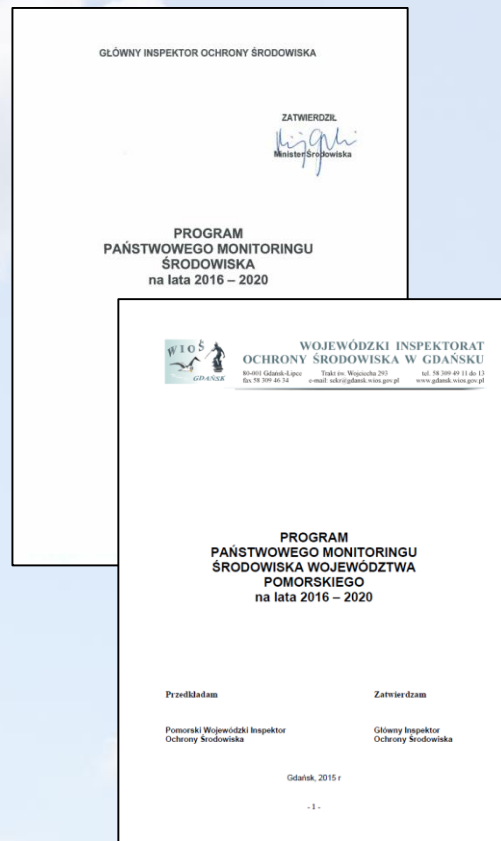 GŁÓWNY INSPEKTOR OCHRONY ŚRODOWISKA
ZATWIERDZIŁ
Minister Środowiska
PROGRAM
PAŃSTWOWEGO MONITORINGU
ŚRODOWISKA
na lata 2016 – 2020
WIOŚ
GDAŃSK
WOJEWÓDZKI INSPEKTORAT
OCHRONY ŚRODOWISKA W GDAŃSKU
80-001 Gdańsk-Lipce Trakt św. Wojciecha 293 tel. 58 309 49 11 do 13
fax 58 309 46 34 e-mail: sekr@gdansk.wios.gov.pl www.gdansk.wios.gov.pl
PROGRAM
PAŃSTWOWEGO MONITORINGU
ŚRODOWISKA WOJEWÓDZTWA
POMORSKIEGO
na lata 2016 – 2020
Przedkładam Zatwierdzam
Pomorski Wojewódzki Inspektor Główny Inspektor
Ochrony Środowiska Ochrony Środowiska
Gdańsk, 2015 r
- 1 -